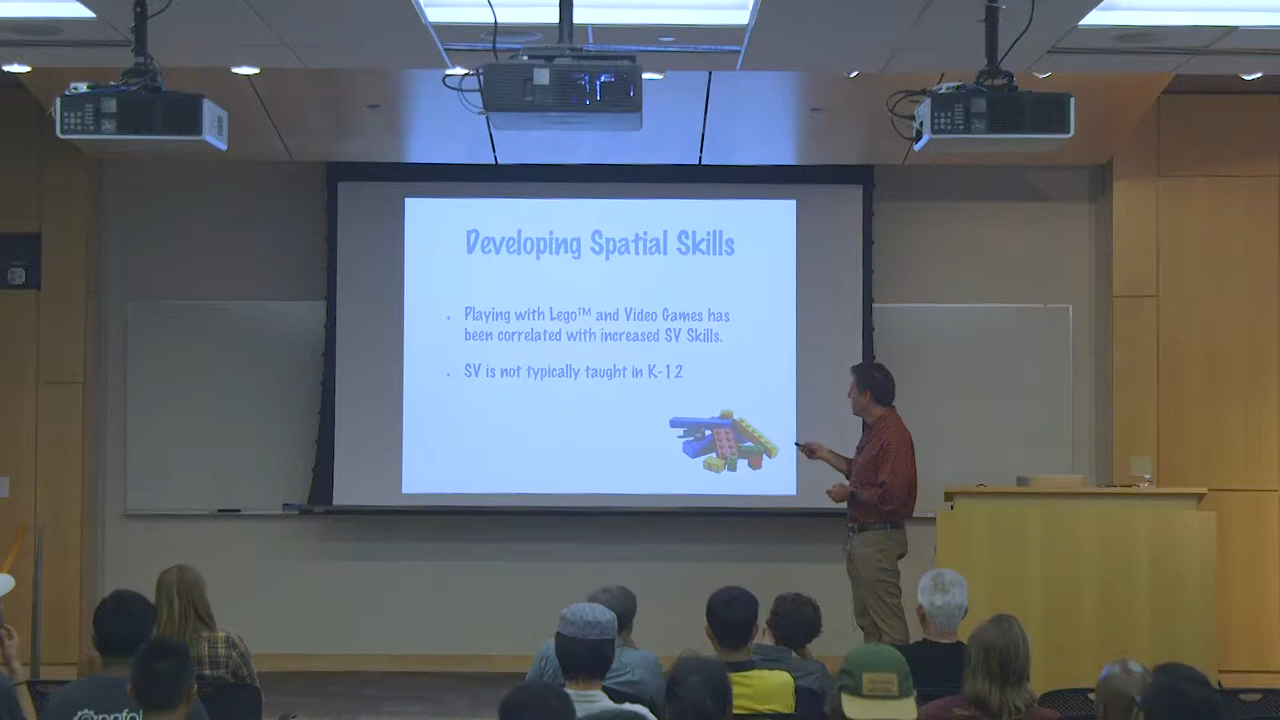 Developing Spatial Skills
Playing with Lego™ and Video Games has
been correlated with increased SV Skills.
SV is not typically taught in K-12